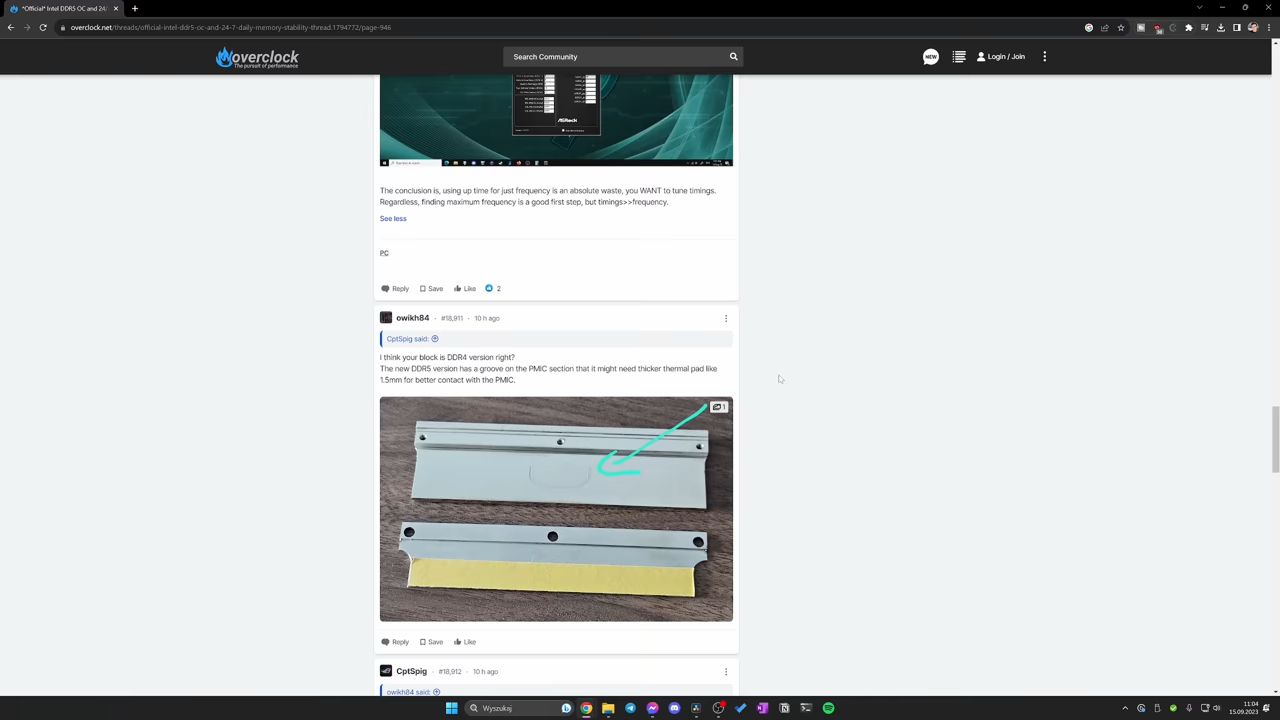 *Official* Intel DDR5 OC and 24/
overclock.net/threads/official-intel-ddr5-oc-and-24-7-daily-memory-stability-thread.1794772/page-946
overclock
The pursuit of performance
Search Community
NEW
Login / Join
ASRock
The conclusion is, using up time for just frequency is an absolute waste, you WANT to tune timings.
Regardless, finding maximum frequency is a good first step, but timings>>frequency.
See less
PC
Reply Save Like 2
owikh84 · #18,911 · 10 h ago
CptSpig said:
I think your block is DDR4 version right?
The new DDR5 version has a groove on the PMIC section that it might need thicker thermal pad like
1.5mm for better contact with the PMIC.
1
Reply Save Like
CptSpig · #18,912 · 10 h ago
owikh84 said:
Wyszukaj
11:04
15.09.2023